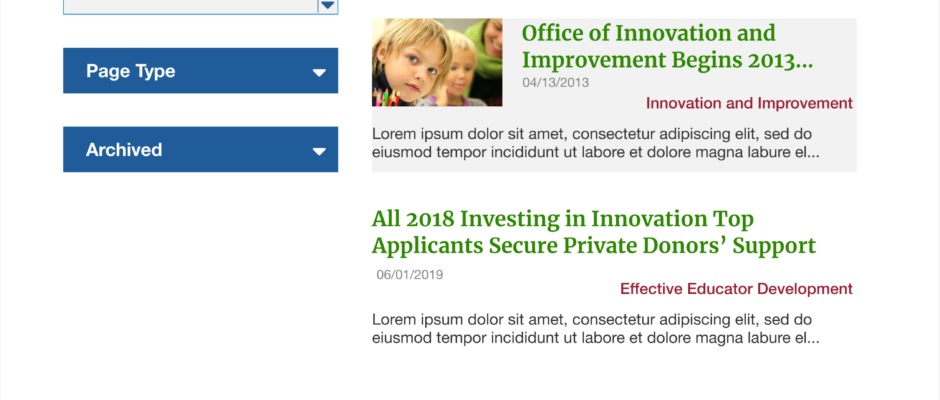 Page Type
Archived
Office of Innovation and
Improvement Begins 2013...
04/13/2013
Innovation and Improvement
Lorem ipsum dolor sit amet, consectetur adipiscing elit, sed do
eiusmod tempor incididunt ut labore et dolore magna labure el...
All 2018 Investing in Innovation Top
Applicants Secure Private Donors’ Support
06/01/2019
Effective Educator Development
Lorem ipsum dolor sit amet, consectetur adipiscing elit, sed do
eiusmod tempor incididunt ut labore et dolore magna labure el...